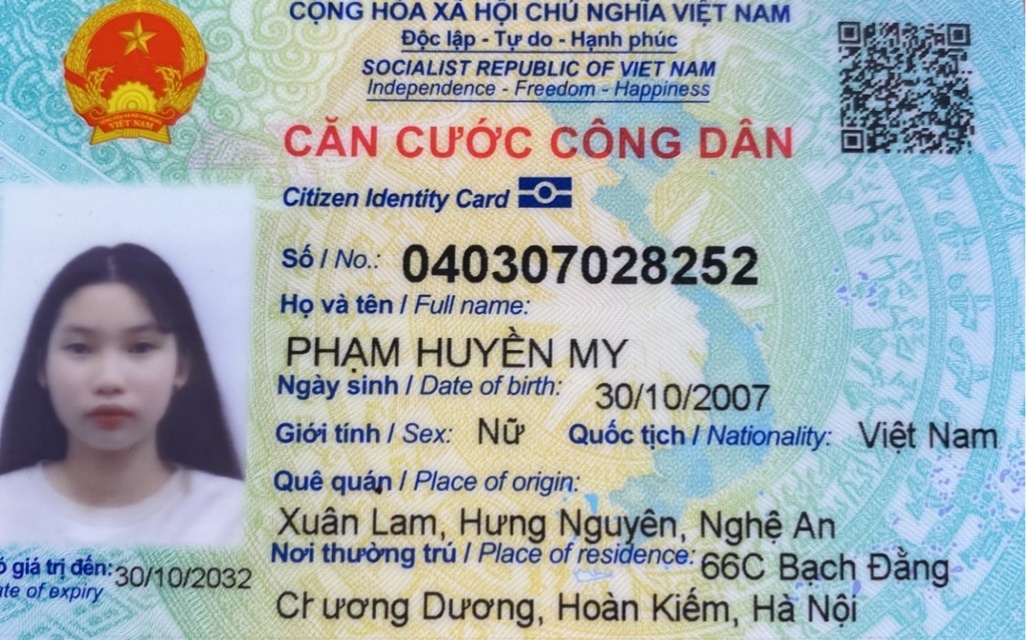 CỘNG HÒA XÃ HỘI CHỦ NGHĨA VIỆT NAM
Độc lập - Tự do - Hạnh phúc
SOCIALIST REPUBLIC OF VIET NAM
Independence - Freedom - Happiness
CĂN CƯỚC CÔNG DÂN
Citizen Identity Card
Số / No.: 040307028252
Họ và tên / Full name:
PHẠM HUYỀN MY
Ngày sinh / Date of birth: 30/10/2007
Giới tính / Sex: Nữ Quốc tịch / Nationality: Việt Nam
Quê quán / Place of origin:
Xuân Lam, Hưng Nguyên, Nghệ An
Nơi thường trú / Place of residence: 66C Bạch Đằng
Chương Dương, Hoàn Kiếm, Hà Nội
giá trị đến: 30/10/2032
of expiry
VIỆT NAM